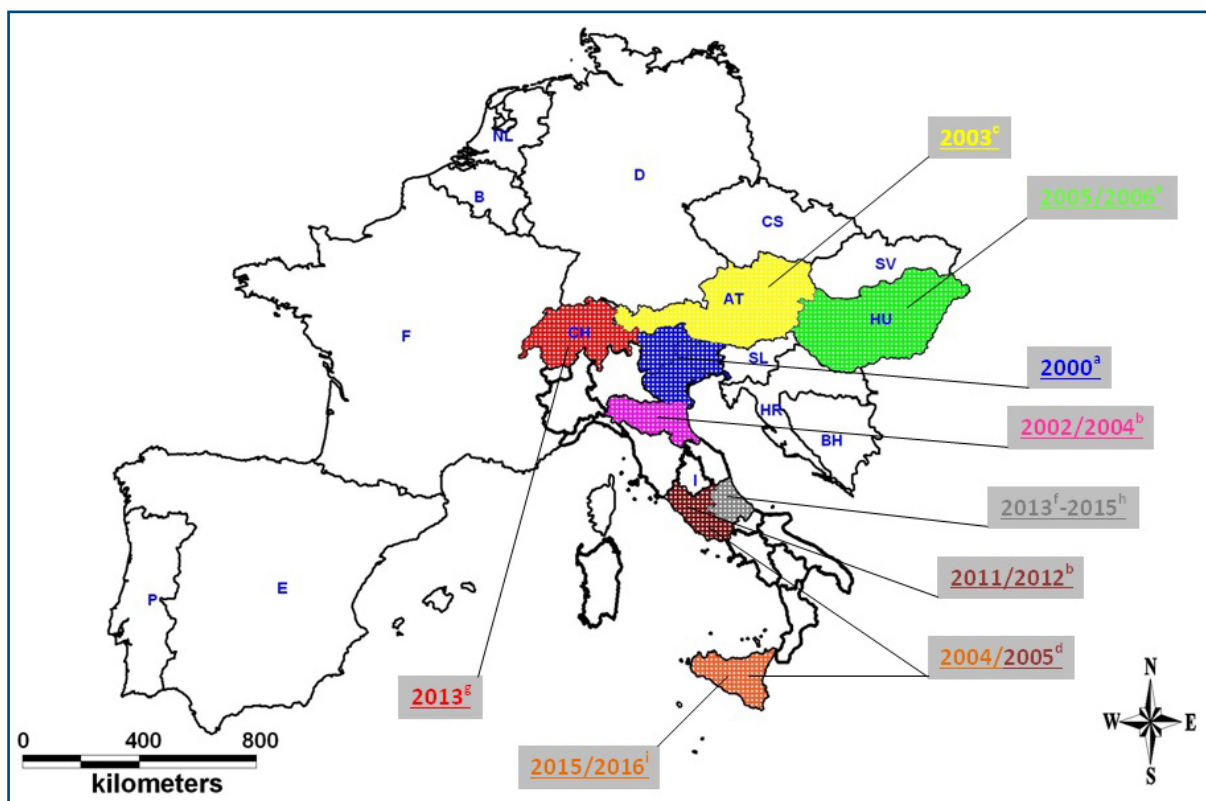 NL
D
B
CS
SV
AT
HU
CH
F
SL
HR
BH
I
P
E
2003ᶜ
2005/2006ᵉ
2000ᵃ
2002/2004ᵇ
2013ᶠ-2015ʰ
2011/2012ᵇ
2004/2005ᵈ
2013ᵍ
2015/2016ⁱ
0 400 800
kilometers
N
W E
S